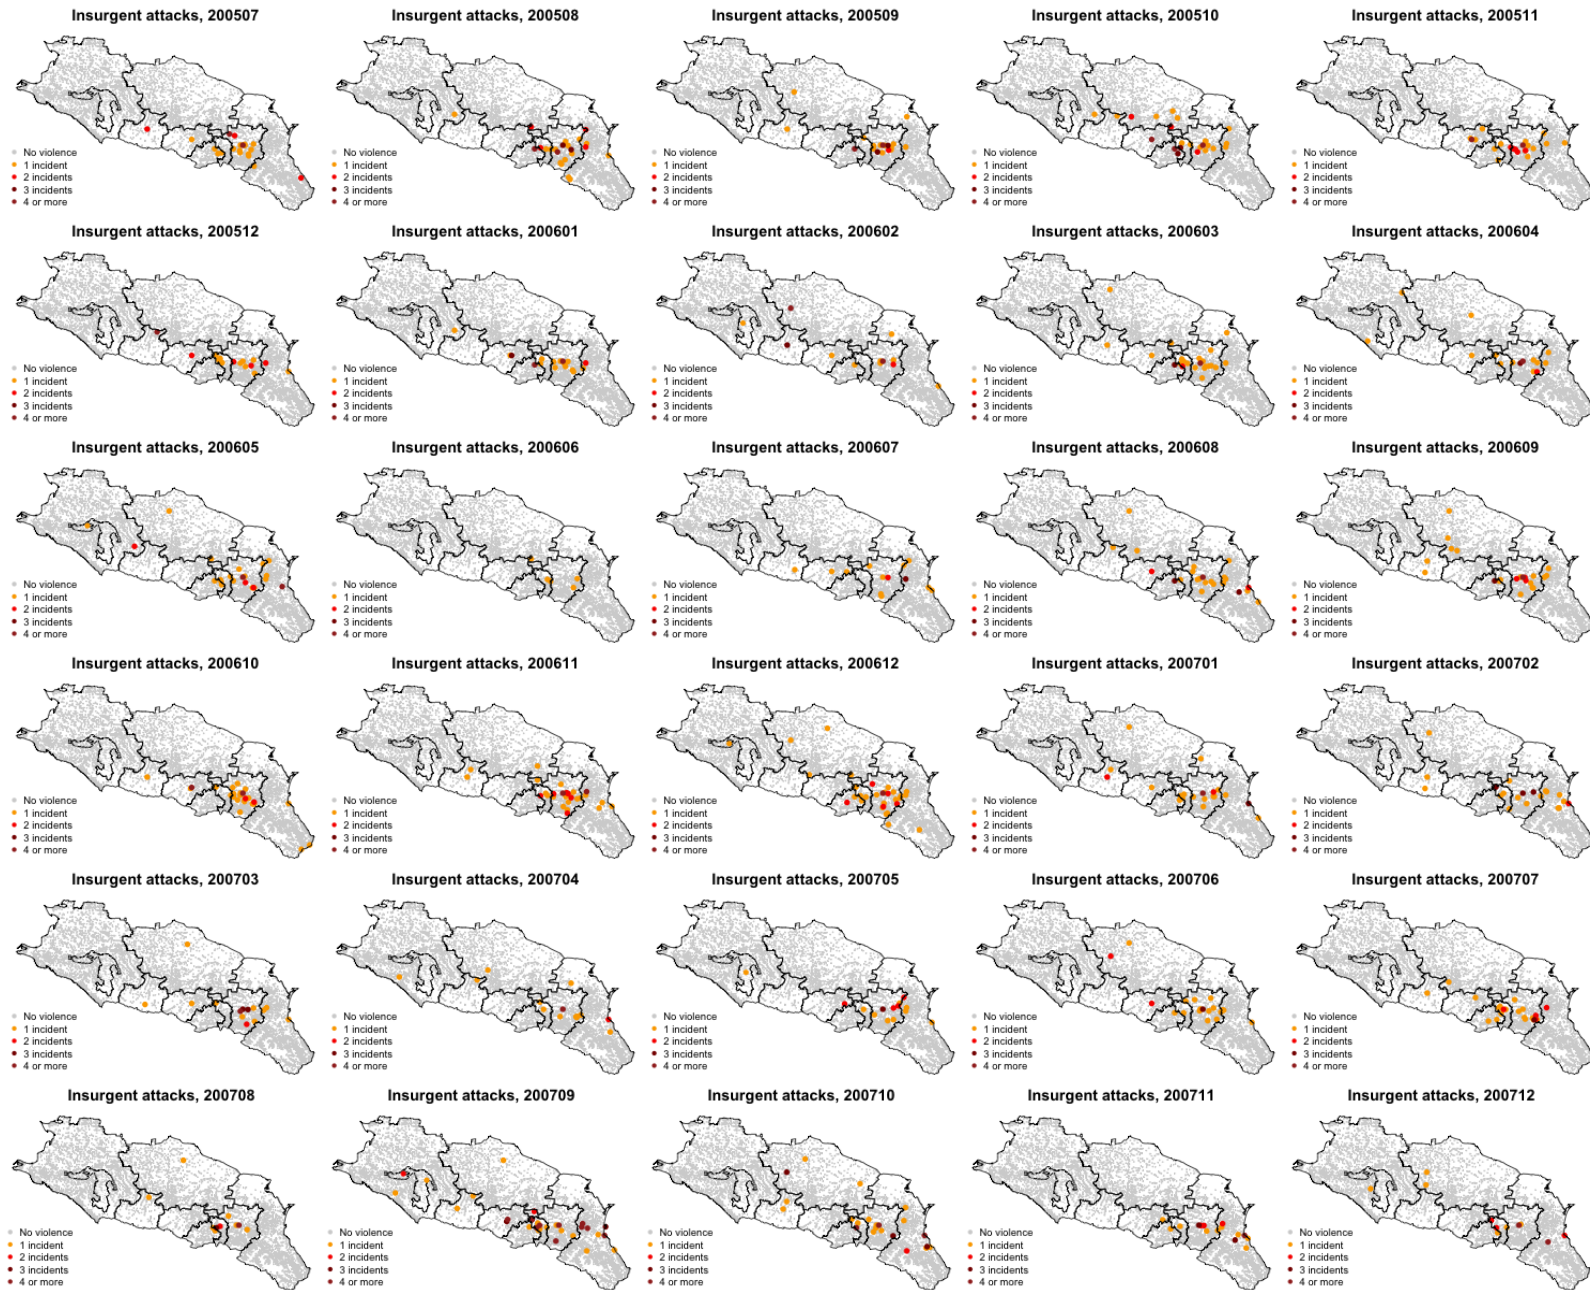 Insurgent attacks, 200507
No violence
1 incident
2 incidents
3 incidents
4 or more
Insurgent attacks, 200508
No violence
1 incident
2 incidents
3 incidents
4 or more
Insurgent attacks, 200509
No violence
1 incident
2 incidents
3 incidents
4 or more
Insurgent attacks, 200510
No violence
1 incident
2 incidents
3 incidents
4 or more
Insurgent attacks, 200511
No violence
1 incident
2 incidents
3 incidents
4 or more
Insurgent attacks, 200512
No violence
1 incident
2 incidents
3 incidents
4 or more
Insurgent attacks, 200601
No violence
1 incident
2 incidents
3 incidents
4 or more
Insurgent attacks, 200602
No violence
1 incident
2 incidents
3 incidents
4 or more
Insurgent attacks, 200603
No violence
1 incident
2 incidents
3 incidents
4 or more
Insurgent attacks, 200604
No violence
1 incident
2 incidents
3 incidents
4 or more
Insurgent attacks, 200605
No violence
1 incident
2 incidents
3 incidents
4 or more
Insurgent attacks, 200606
No violence
1 incident
2 incidents
3 incidents
4 or more
Insurgent attacks, 200607
No violence
1 incident
2 incidents
3 incidents
4 or more
Insurgent attacks, 200608
No violence
1 incident
2 incidents
3 incidents
4 or more
Insurgent attacks, 200609
No violence
1 incident
2 incidents
3 incidents
4 or more
Insurgent attacks, 200610
No violence
1 incident
2 incidents
3 incidents
4 or more
Insurgent attacks, 200611
No violence
1 incident
2 incidents
3 incidents
4 or more
Insurgent attacks, 200612
No violence
1 incident
2 incidents
3 incidents
4 or more
Insurgent attacks, 200701
No violence
1 incident
2 incidents
3 incidents
4 or more
Insurgent attacks, 200702
No violence
1 incident
2 incidents
3 incidents
4 or more
Insurgent attacks, 200703
No violence
1 incident
2 incidents
3 incidents
4 or more
Insurgent attacks, 200704
No violence
1 incident
2 incidents
3 incidents
4 or more
Insurgent attacks, 200705
No violence
1 incident
2 incidents
3 incidents
4 or more
Insurgent attacks, 200706
No violence
1 incident
2 incidents
3 incidents
4 or more
Insurgent attacks, 200707
No violence
1 incident
2 incidents
3 incidents
4 or more
Insurgent attacks, 200708
No violence
1 incident
2 incidents
3 incidents
4 or more
Insurgent attacks, 200709
No violence
1 incident
2 incidents
3 incidents
4 or more
Insurgent attacks, 200710
No violence
1 incident
2 incidents
3 incidents
4 or more
Insurgent attacks, 200711
No violence
1 incident
2 incidents
3 incidents
4 or more
Insurgent attacks, 200712
No violence
1 incident
2 incidents
3 incidents
4 or more